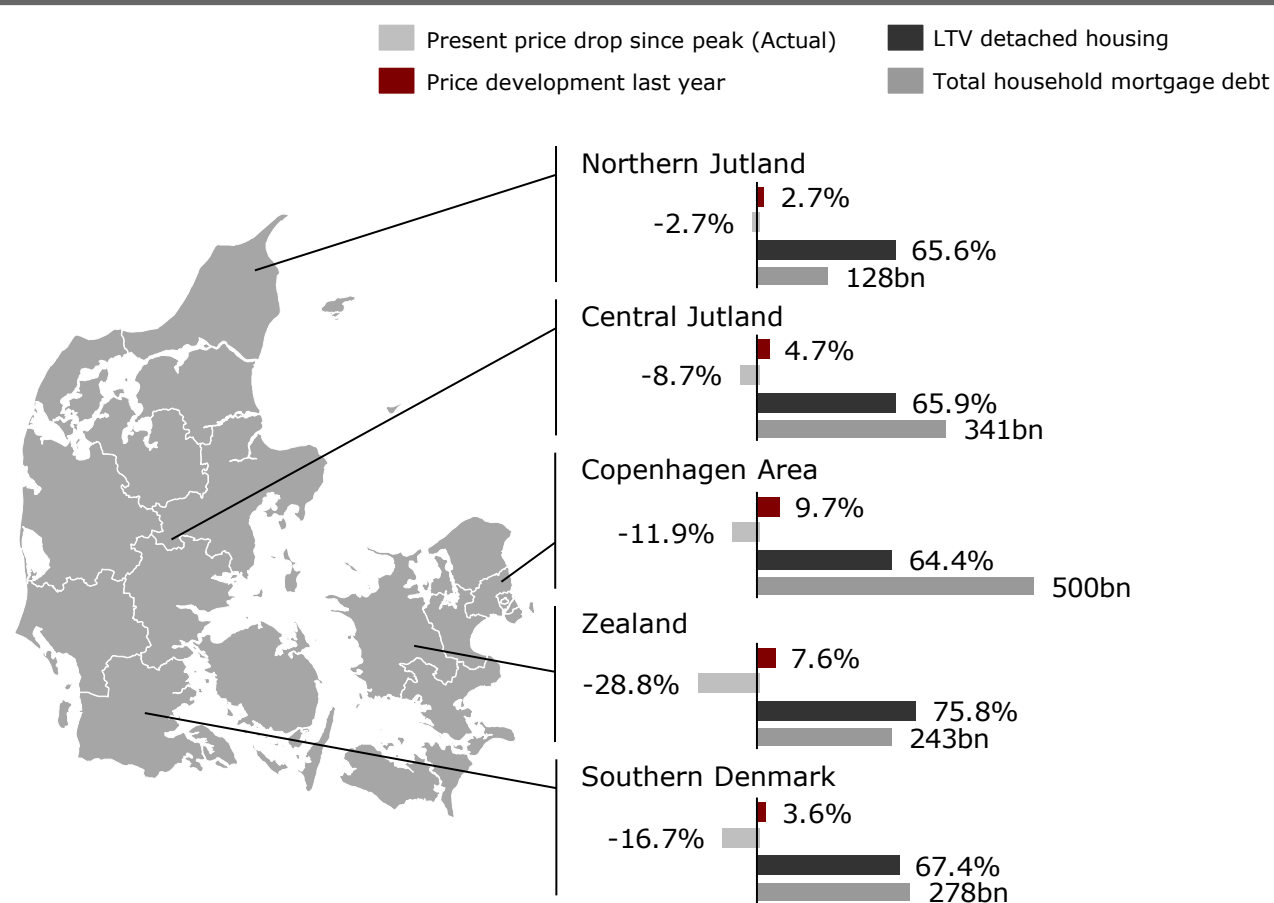 Present price drop since peak (Actual)
LTV detached housing
Price development last year
Total household mortgage debt
Northern Jutland
2.7%
-2.7%
65.6%
128bn
Central Jutland
4.7%
-8.7%
65.9%
341bn
Copenhagen Area
9.7%
-11.9%
64.4%
500bn
Zealand
7.6%
-28.8%
75.8%
243bn
Southern Denmark
3.6%
-16.7%
67.4%
278bn